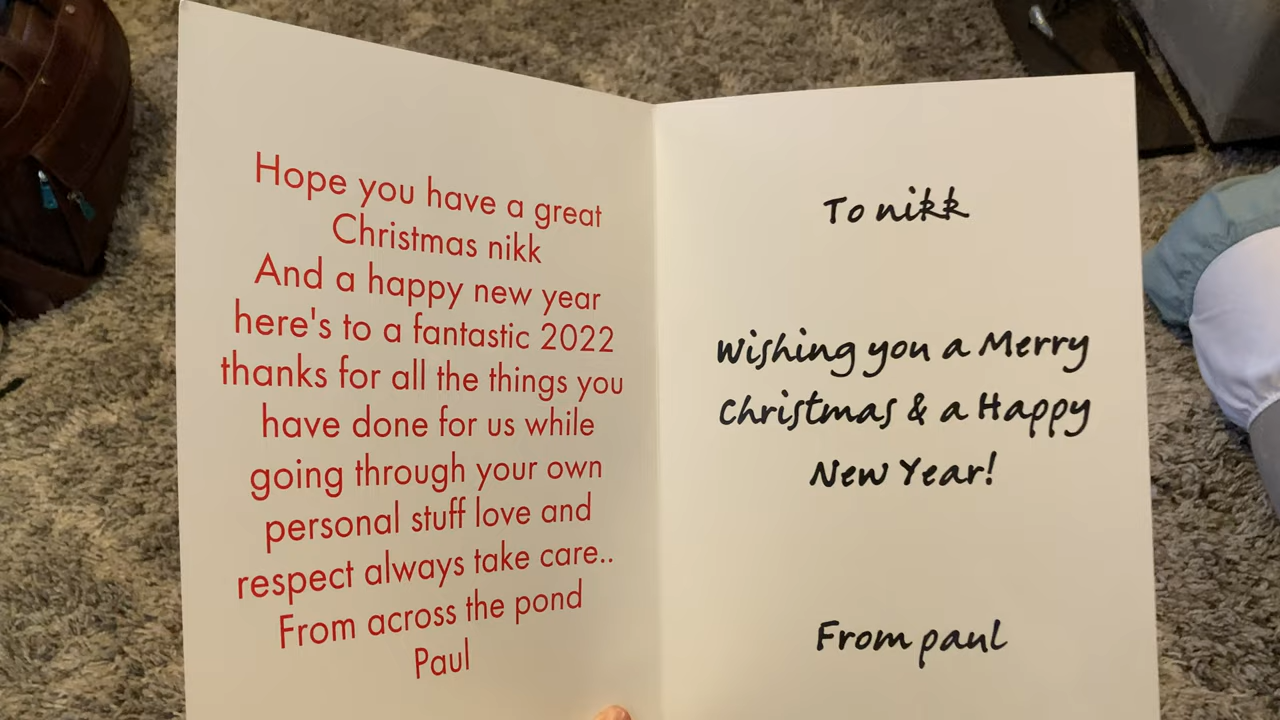 Hope you have a great
Christmas nikk
And a happy new year
here's to a fantastic 2022
thanks for all the things you
have done for us while
going through your own
personal stuff love and
respect always take care..
From across the pond
Paul
To nikk
Wishing you a Merry
Christmas & a Happy
New Year!
From paul